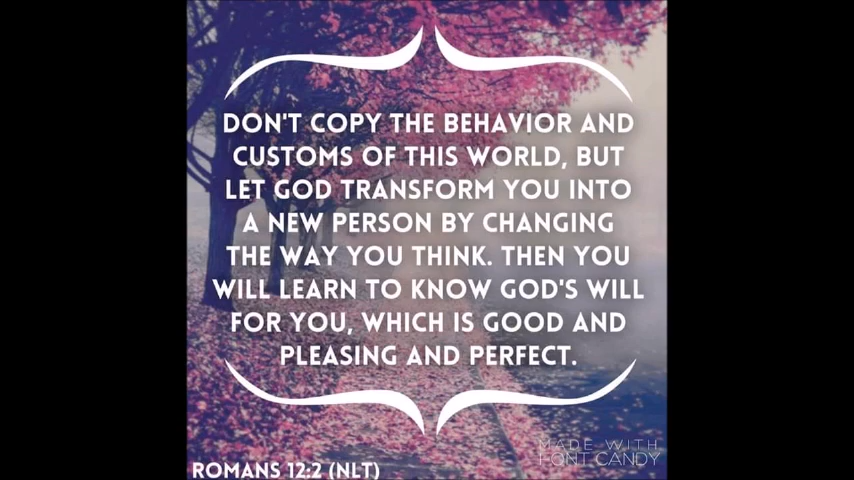 DON'T COPY THE BEHAVIOR AND
CUSTOMS OF THIS WORLD, BUT
LET GOD TRANSFORM YOU INTO
A NEW PERSON BY CHANGING
THE WAY YOU THINK. THEN YOU
WILL LEARN TO KNOW GOD'S WILL
FOR YOU, WHICH IS GOOD AND
PLEASING AND PERFECT.
MADE WITH
FONT CANDY
ROMANS 12:2 (NLT)